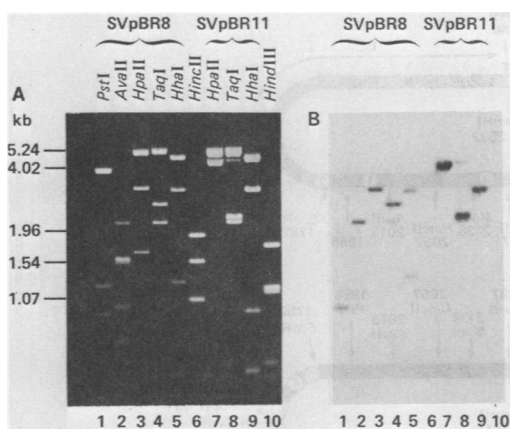 SVpBR8 SVpBR11 SVpBR8 SVpBR11
PstI AvaII HpaII TaqI HhaI HincII HpaII TaqI HhaI HindIII
A B
kb
5.24
4.02
1.96
1.54
1.07
1 2 3 4 5 6 7 8 9 10 1 2 3 4 5 6 7 8 9 10